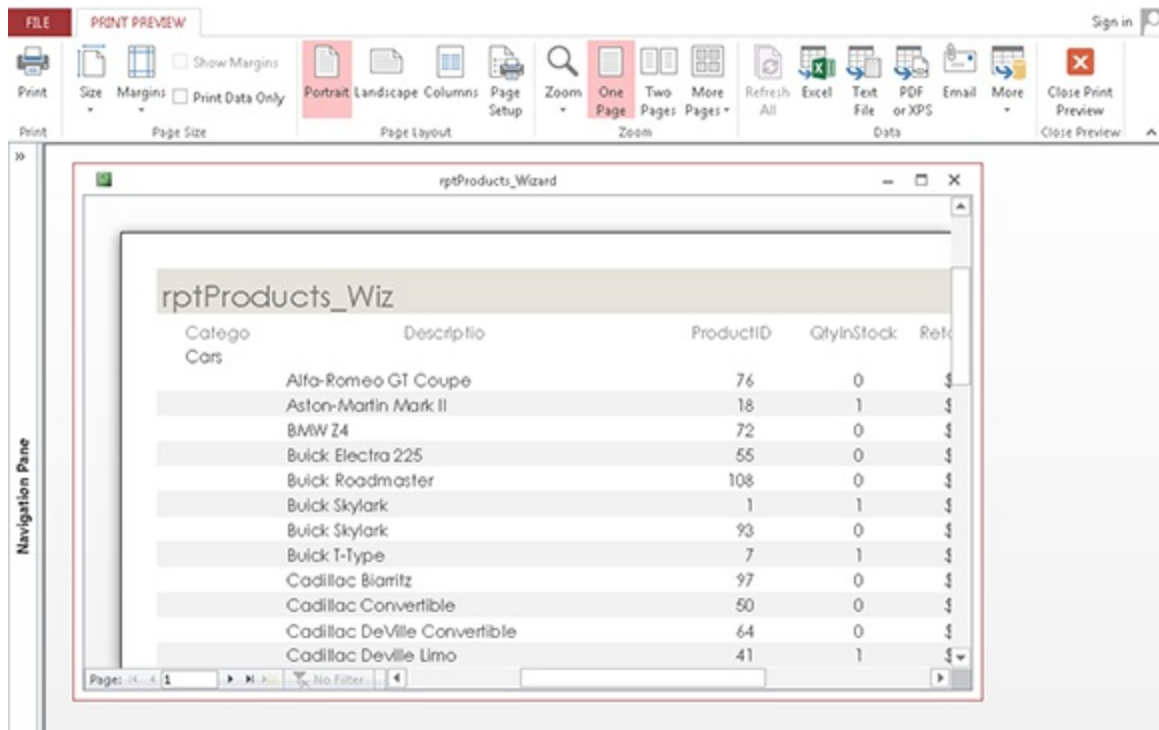 FILE PRINT PREVIEW Sign in
Print
Size
Margins
Show Margins
Print Data Only
Portrait
Landscape
Columns
Page Setup
Zoom
One Page
Two Pages
More Pages
Refresh All
Excel
Text File
PDF or XPS
Email
More
Close Print Preview
Print Page Size Page Layout Zoom Data Close Preview
Navigation Pane
rptProducts_Wizard
rptProducts_Wiz
Catego Descriptio ProductID QtyInStock
Cars
Alfa-Romeo GT Coupe 76 0 $
Aston-Martin Mark II 18 1 $
BMW Z4 72 0 $
Buick Electra 225 55 0 $
Buick Roadmaster 108 0 $
Buick Skylark 1 1 $
Buick Skylark 93 0 $
Buick T-Type 7 1 $
Cadillac Biarritz 97 0 $
Cadillac Convertible 50 0 $
Cadillac DeVille Convertible 64 0 $
Cadillac Deville Limo 41 1 $
Page: 1 No Filter